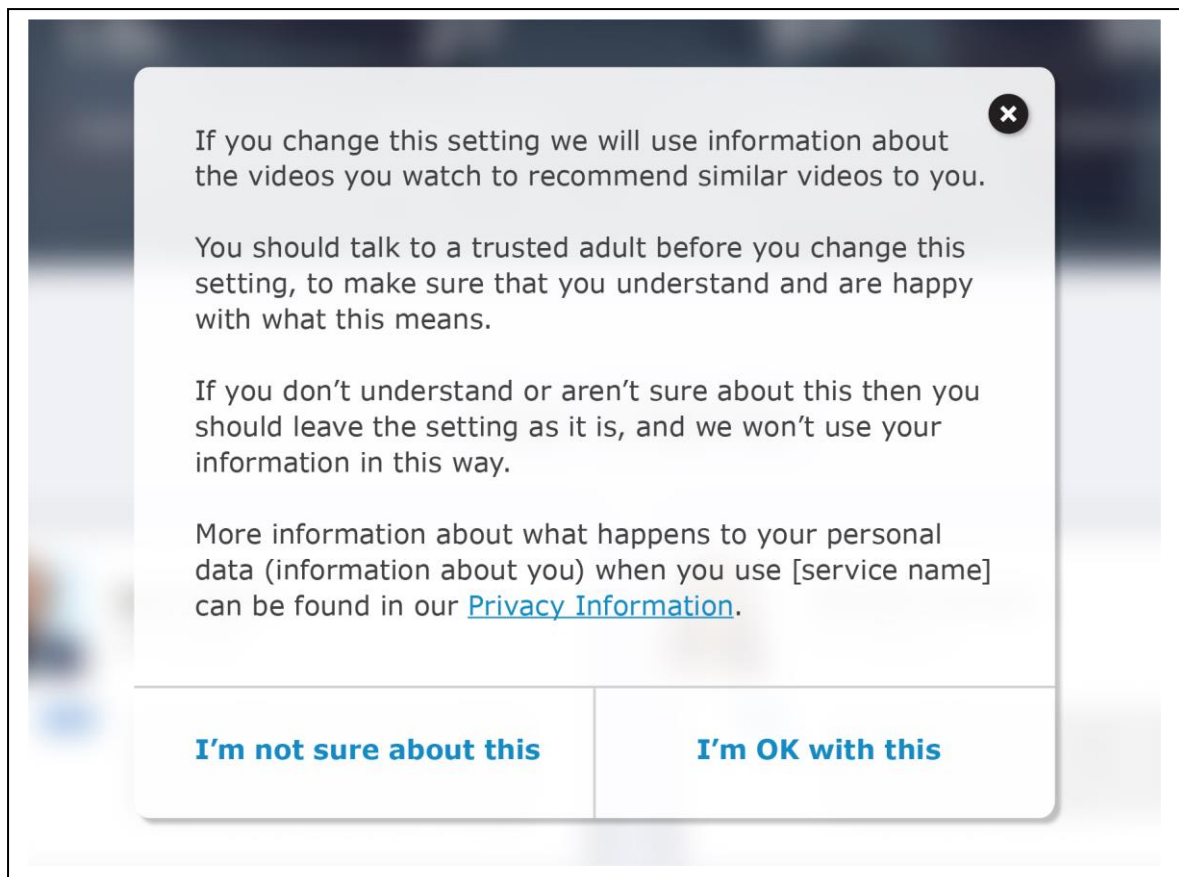 If you change this setting we will use information about
the videos you watch to recommend similar videos to you.
You should talk to a trusted adult before you change this
setting, to make sure that you understand and are happy
with what this means.
If you don’t understand or aren’t sure about this then you
should leave the setting as it is, and we won’t use your
information in this way.
More information about what happens to your personal
data (information about you) when you use [service name]
can be found in our Privacy Information.
I’m not sure about this
I’m OK with this